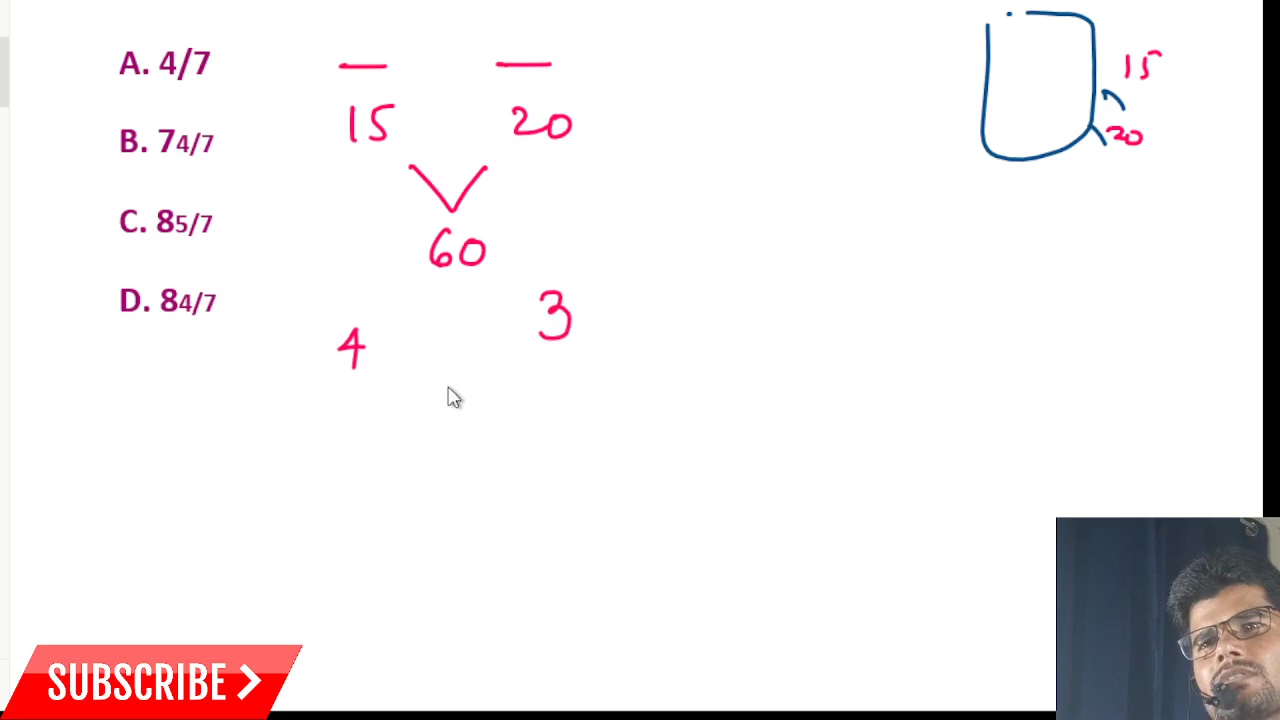 A. 4/7
15 20
15
B. 74/7
20
C. 85/7
60
D. 84/7
3
4
SUBSCRIBE